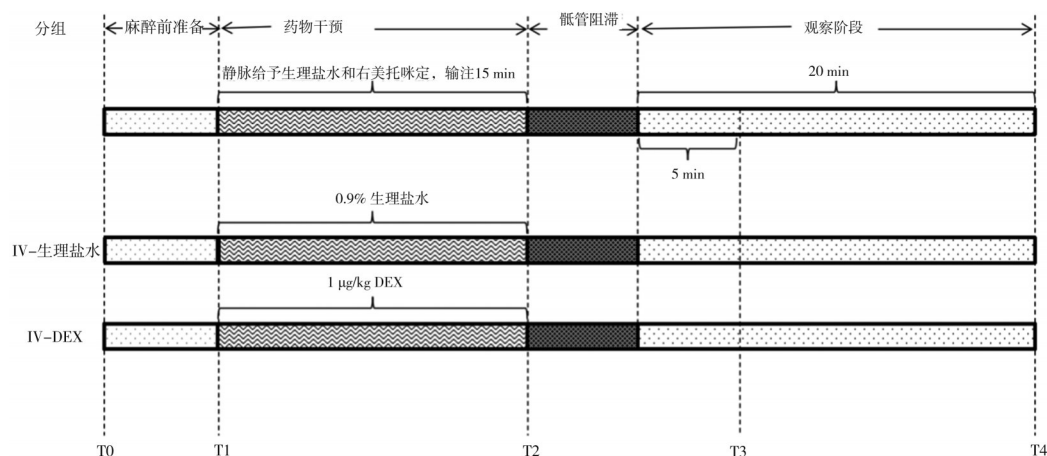 分组
麻醉前准备
药物干预
骶管阻滞
观察阶段
静脉给予生理盐水和右美托咪定，输注15 min
20 min
5 min
0.9% 生理盐水
IV-生理盐水
1 μg/kg DEX
IV-DEX
T0
T1
T2
T3
T4